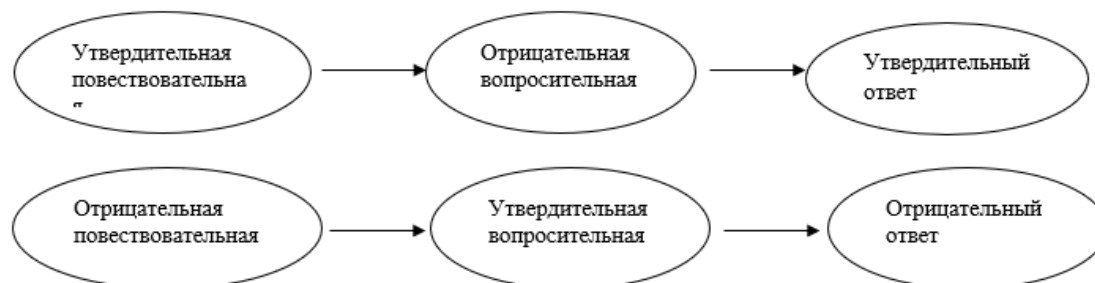 Утвердительная
повествовательна
Отрицательная
вопросительная
Утвердительный
ответ
Отрицательная
повествовательная
Утвердительная
вопросительная
Отрицательный
ответ